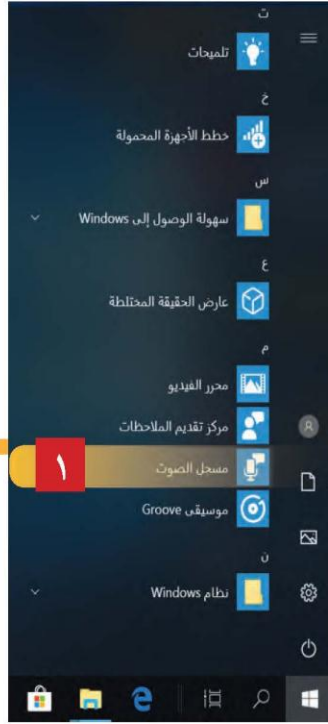 ت
تلميحات
خ
خطط الأجهزة المحمولة
س
سهولة الوصول إلى Windows
ع
عارض الحقيقة المختلطة
م
محرر الفيديو
مركز تقديم الملاحظات
١
مسجل الصوت
موسيقى Groove
ن
نظام Windows